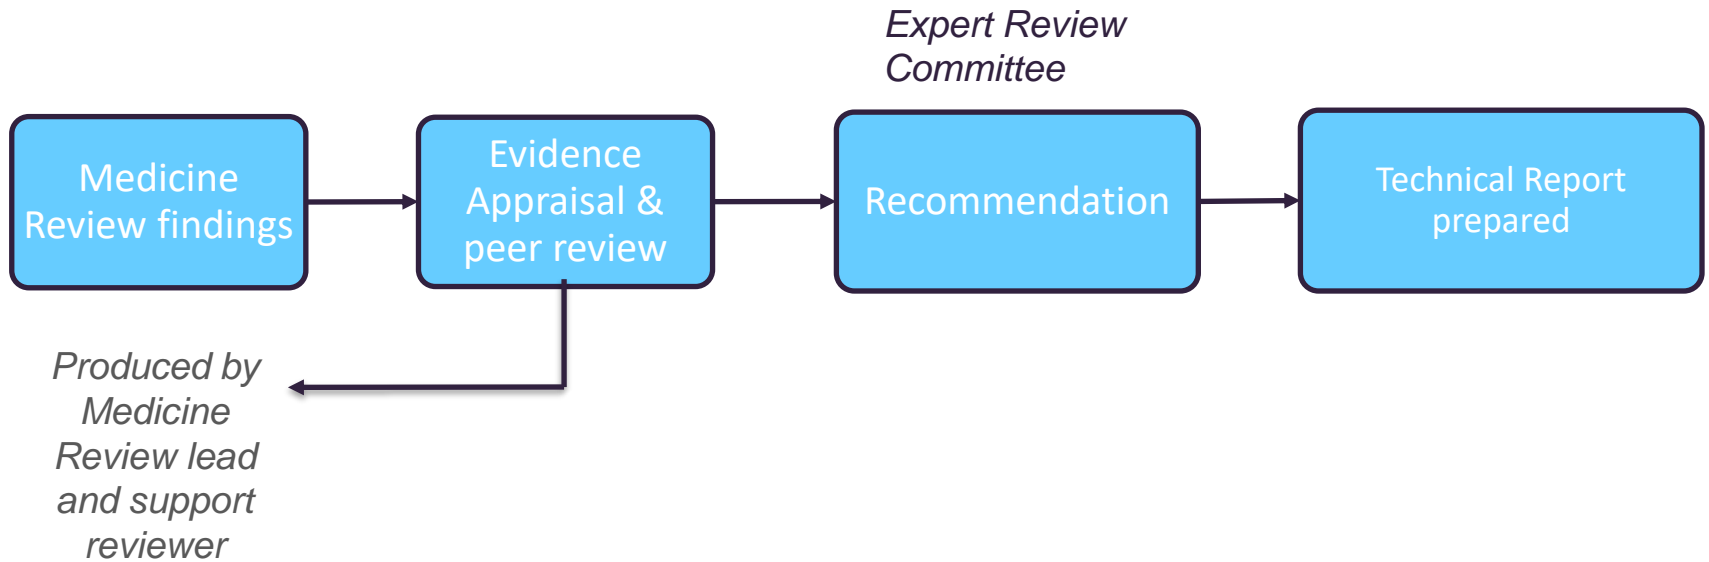 Expert Review
Committee
Medicine
Review findings
Evidence
Appraisal &
peer review
Recommendation
Technical Report
prepared
Produced by
Medicine
Review lead
and support
reviewer